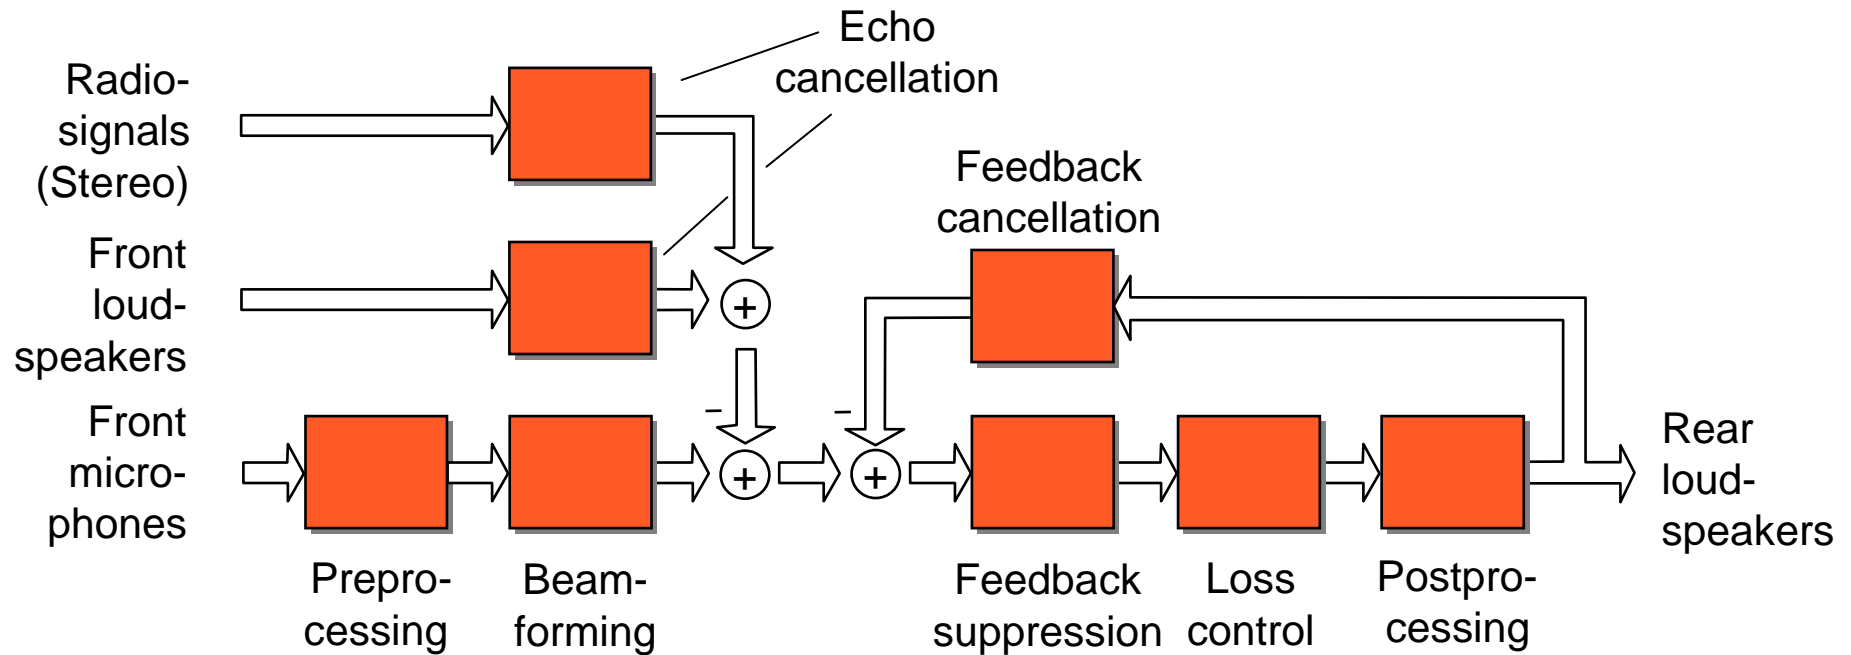 Echo
cancellation
Radio-
signals
(Stereo)
Feedback
cancellation
Front
loud-
speakers
+
–
–
Front
micro-
phones
+
+
Rear
loud-
speakers
Prepro-
cessing
Beam-
forming
Feedback
suppression
Loss
control
Postpro-
cessing